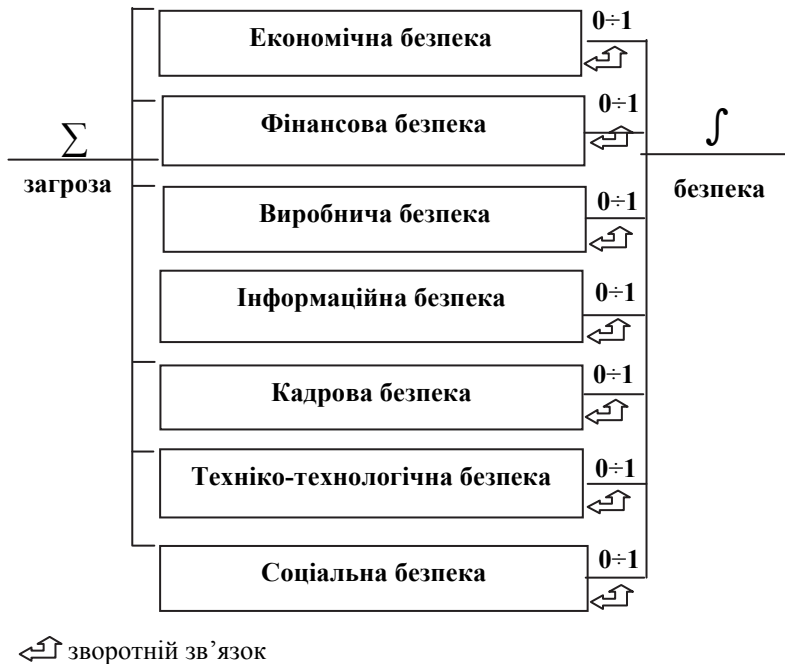 0÷1
Економічна безпека
0÷1
Фінансова безпека
∑
загроза
∫
безпека
0÷1
Виробнича безпека
0÷1
Інформаційна безпека
0÷1
Кадрова безпека
0÷1
Техніко-технологічна безпека
0÷1
Соціальна безпека
зворотній зв’язок